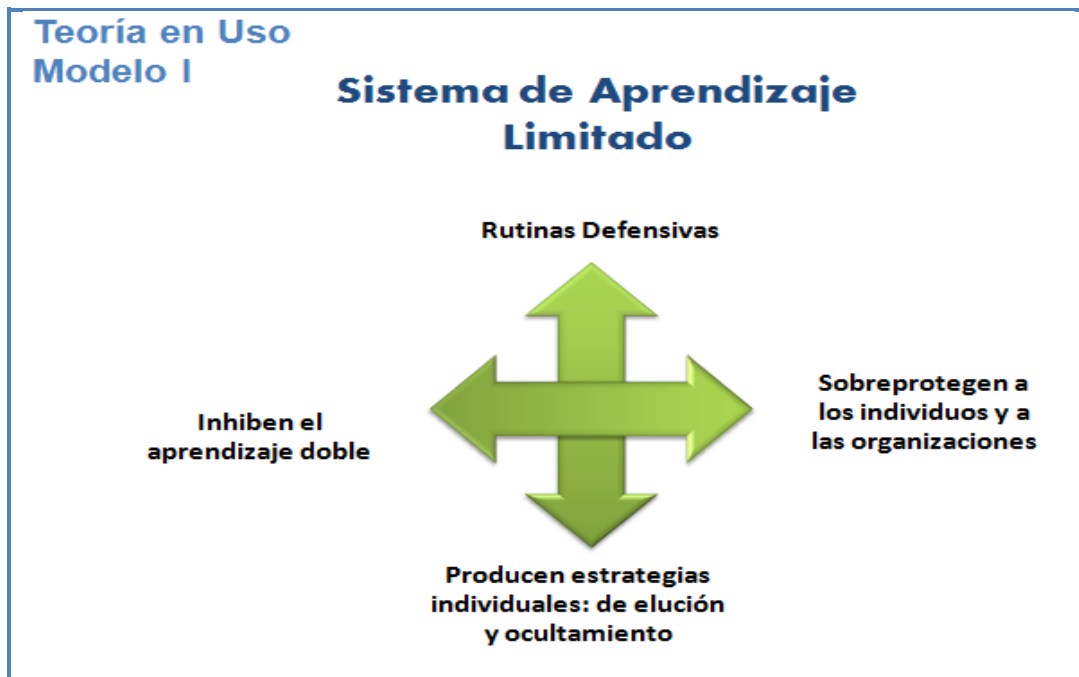 Teoría en Uso
Modelo I
Sistema de Aprendizaje
Limitado
Rutinas Defensivas
Inhiben el
aprendizaje doble
Sobreprotegen a
los individuos y a
las organizaciones
Producen estrategias
individuales: de elución
y ocultamiento